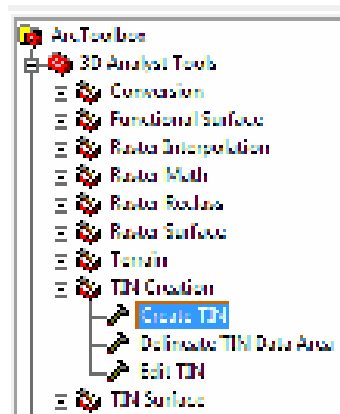 ArcToolbox
3D Analyst Tools
Conversion
Functional Surface
Raster Interpolation
Raster Math
Raster Reclass
Raster Surface
Terrain
TIN Creation
Create TIN
Delineate TIN Data Area
Edit TIN
TIN Surface